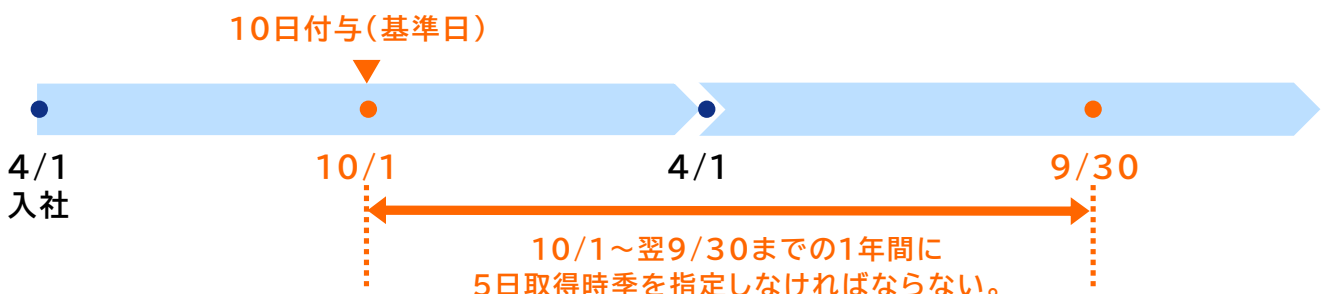 10日付与(基準日)
4/1
入社
10/1
4/1
9/30
10/1～翌9/30までの1年間に
5日取得時季を指定しなければならない。